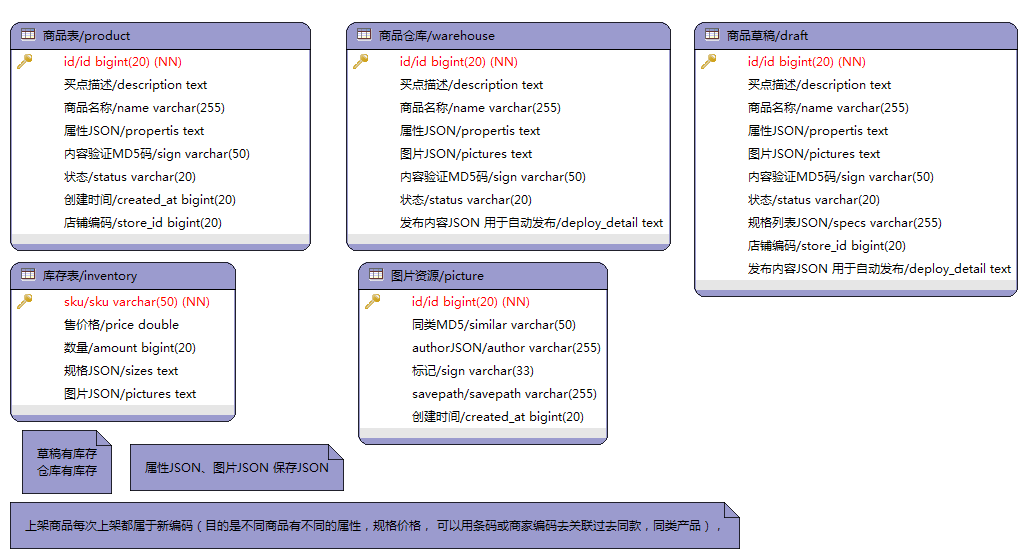 商品表/product
id/id bigint(20) (NN)
买点描述/description text
商品名称/name varchar(255)
属性JSON/propertis text
内容验证MD5码/sign varchar(50)
状态/status varchar(20)
创建时间/created_at bigint(20)
店铺编码/store_id bigint(20)
商品仓库/warehouse
id/id bigint(20) (NN)
买点描述/description text
商品名称/name varchar(255)
属性JSON/propertis text
图片JSON/pictures text
内容验证MD5码/sign varchar(50)
状态/status varchar(20)
发布内容JSON 用于自动发布/deploy_detail text
商品草稿/draft
id/id bigint(20) (NN)
买点描述/description text
商品名称/name varchar(255)
属性JSON/propertis text
图片JSON/pictures text
内容验证MD5码/sign varchar(50)
状态/status varchar(20)
规格列表JSON/specs varchar(255)
店铺编码/store_id bigint(20)
发布内容JSON 用于自动发布/deploy_detail text
库存表/inventory
sku/sku varchar(50) (NN)
售价格/price double
数量/amount bigint(20)
规格JSON/sizes text
图片JSON/pictures text
图片资源/picture
id/id bigint(20) (NN)
同类MD5/similar varchar(50)
authorJSON/author varchar(255)
标记/sign varchar(33)
savepath/savepath varchar(255)
创建时间/created_at bigint(20)
草稿有库存
仓库有库存
属性JSON、图片JSON 保存JSON
上架商品每次上架都属于新编码（目的是不同商品有不同的属性，规格价格， 可以用条码或商家编码去关联过去同款，同类产品），